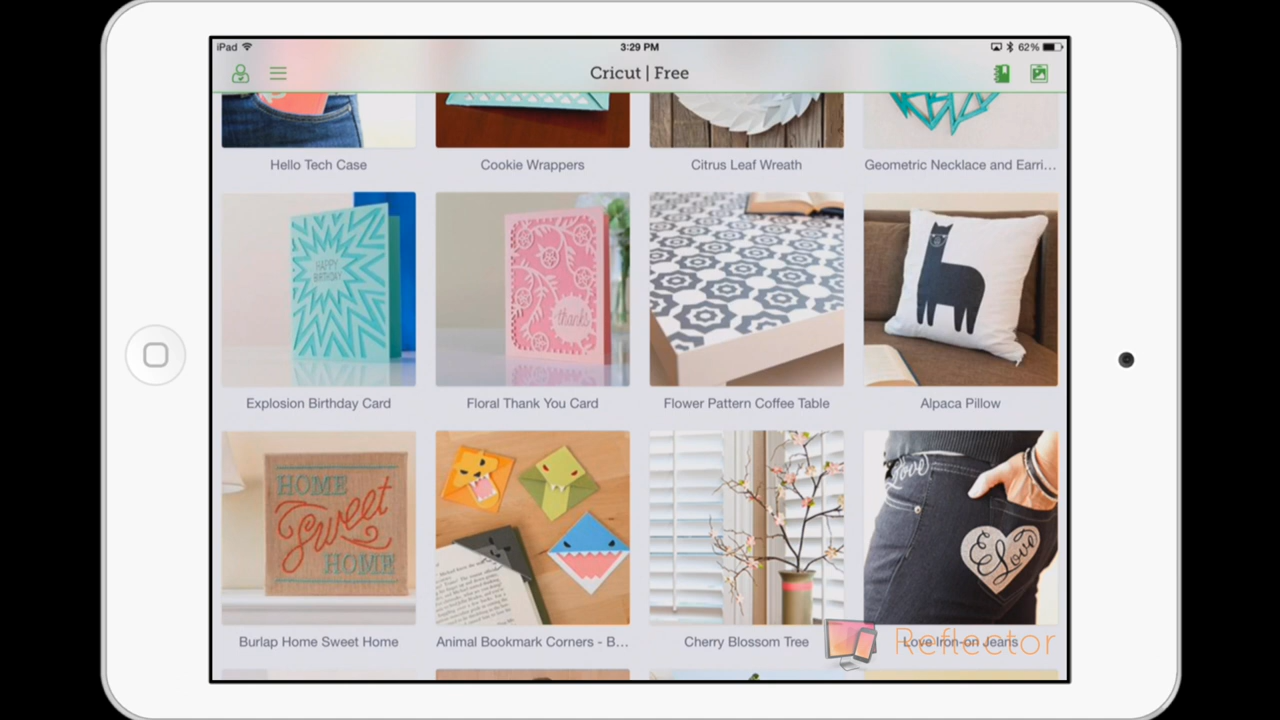 iPad
3:29 PM
62%
Cricut | Free
Hello Tech Case
Cookie Wrappers
Citrus Leaf Wreath
Geometric Necklace and Earri...
HAPPY
BIRTHDAY
thanks
Explosion Birthday Card
Floral Thank You Card
Flower Pattern Coffee Table
Alpaca Pillow
HOME
Sweet
HOME
Love
Love
Burlap Home Sweet Home
Animal Bookmark Corners - B...
Cherry Blossom Tree
Love Iron-on Jeans
Reflector